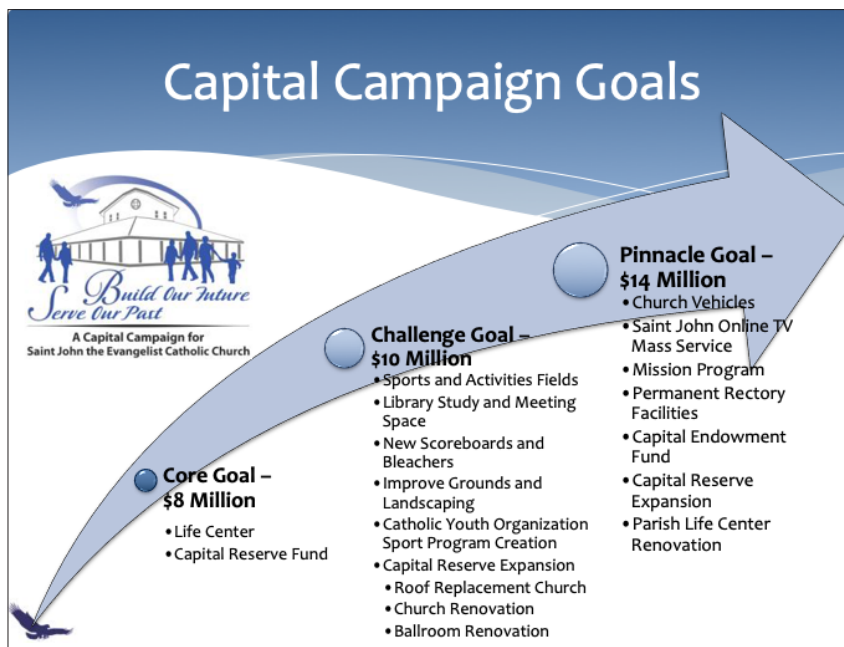 Capital Campaign Goals
Build Our Future
Serve Our Past
A Capital Campaign for
Saint John the Evangelist Catholic Church
Core Goal –
$8 Million
•Life Center
•Capital Reserve Fund
Challenge Goal –
$10 Million
•Sports and Activities Fields
•Library Study and Meeting
Space
•New Scoreboards and
Bleachers
•Improve Grounds and
Landscaping
•Catholic Youth Organization
Sport Program Creation
•Capital Reserve Expansion
•Roof Replacement Church
•Church Renovation
•Ballroom Renovation
Pinnacle Goal –
$14 Million
•Church Vehicles
•Saint John Online TV
Mass Service
•Mission Program
•Permanent Rectory
Facilities
•Capital Endowment
Fund
•Capital Reserve
Expansion
•Parish Life Center
Renovation